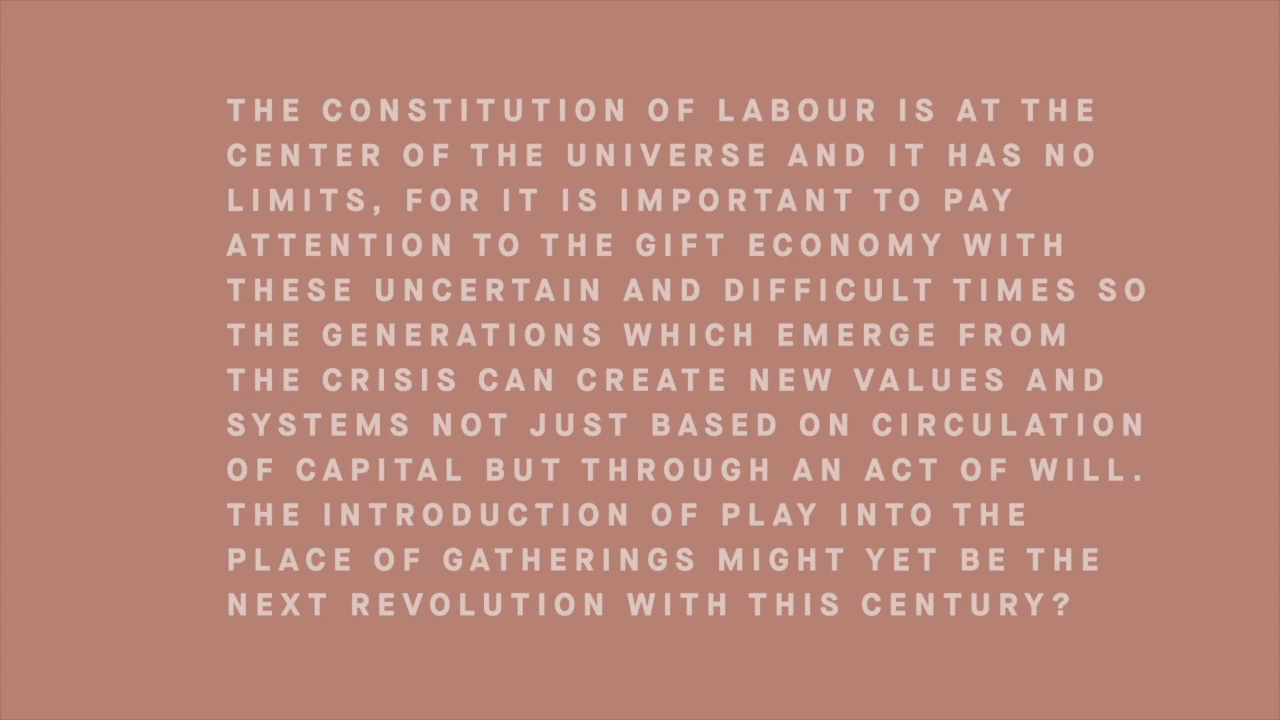 THE CONSTITUTION OF LABOUR IS AT THE
CENTER OF THE UNIVERSE AND IT HAS NO
LIMITS, FOR IT IS IMPORTANT TO PAY
ATTENTION TO THE GIFT ECONOMY WITH
THESE UNCERTAIN AND DIFFICULT TIMES SO
THE GENERATIONS WHICH EMERGE FROM
THE CRISIS CAN CREATE NEW VALUES AND
SYSTEMS NOT JUST BASED ON CIRCULATION
OF CAPITAL BUT THROUGH AN ACT OF WILL.
THE INTRODUCTION OF PLAY INTO THE
PLACE OF GATHERINGS MIGHT YET BE THE
NEXT REVOLUTION WITH THIS CENTURY?